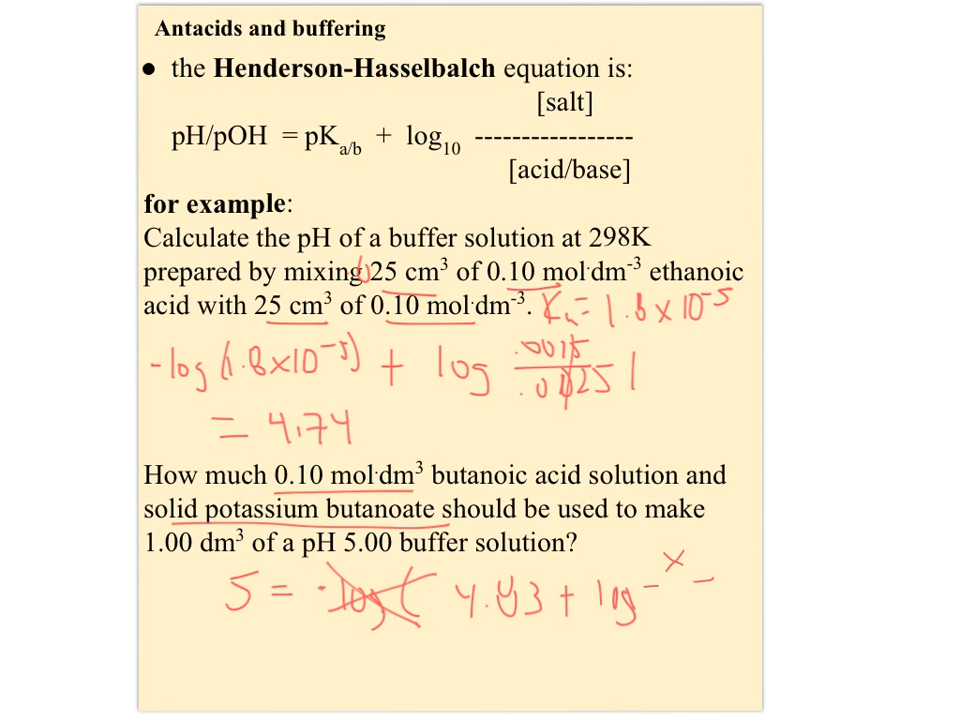 Antacids and buffering
• the Henderson-Hasselbalch equation is:
[salt]
pH/pOH = pKa/b + log10 -----------------
[acid/base]
for example:
Calculate the pH of a buffer solution at 298K
prepared by mixing 25 cm³ of 0.10 mol·dm⁻³ ethanoic
acid with 25 cm³ of 0.10 mol·dm⁻³. Ka = 1.8 x 10⁻⁵
-log (1.8x10⁻⁵) + log
= 4.74
How much 0.10 mol·dm³ butanoic acid solution and
solid potassium butanoate should be used to make
1.00 dm³ of a pH 5.00 buffer solution?
5 = 4.83 + log - x -